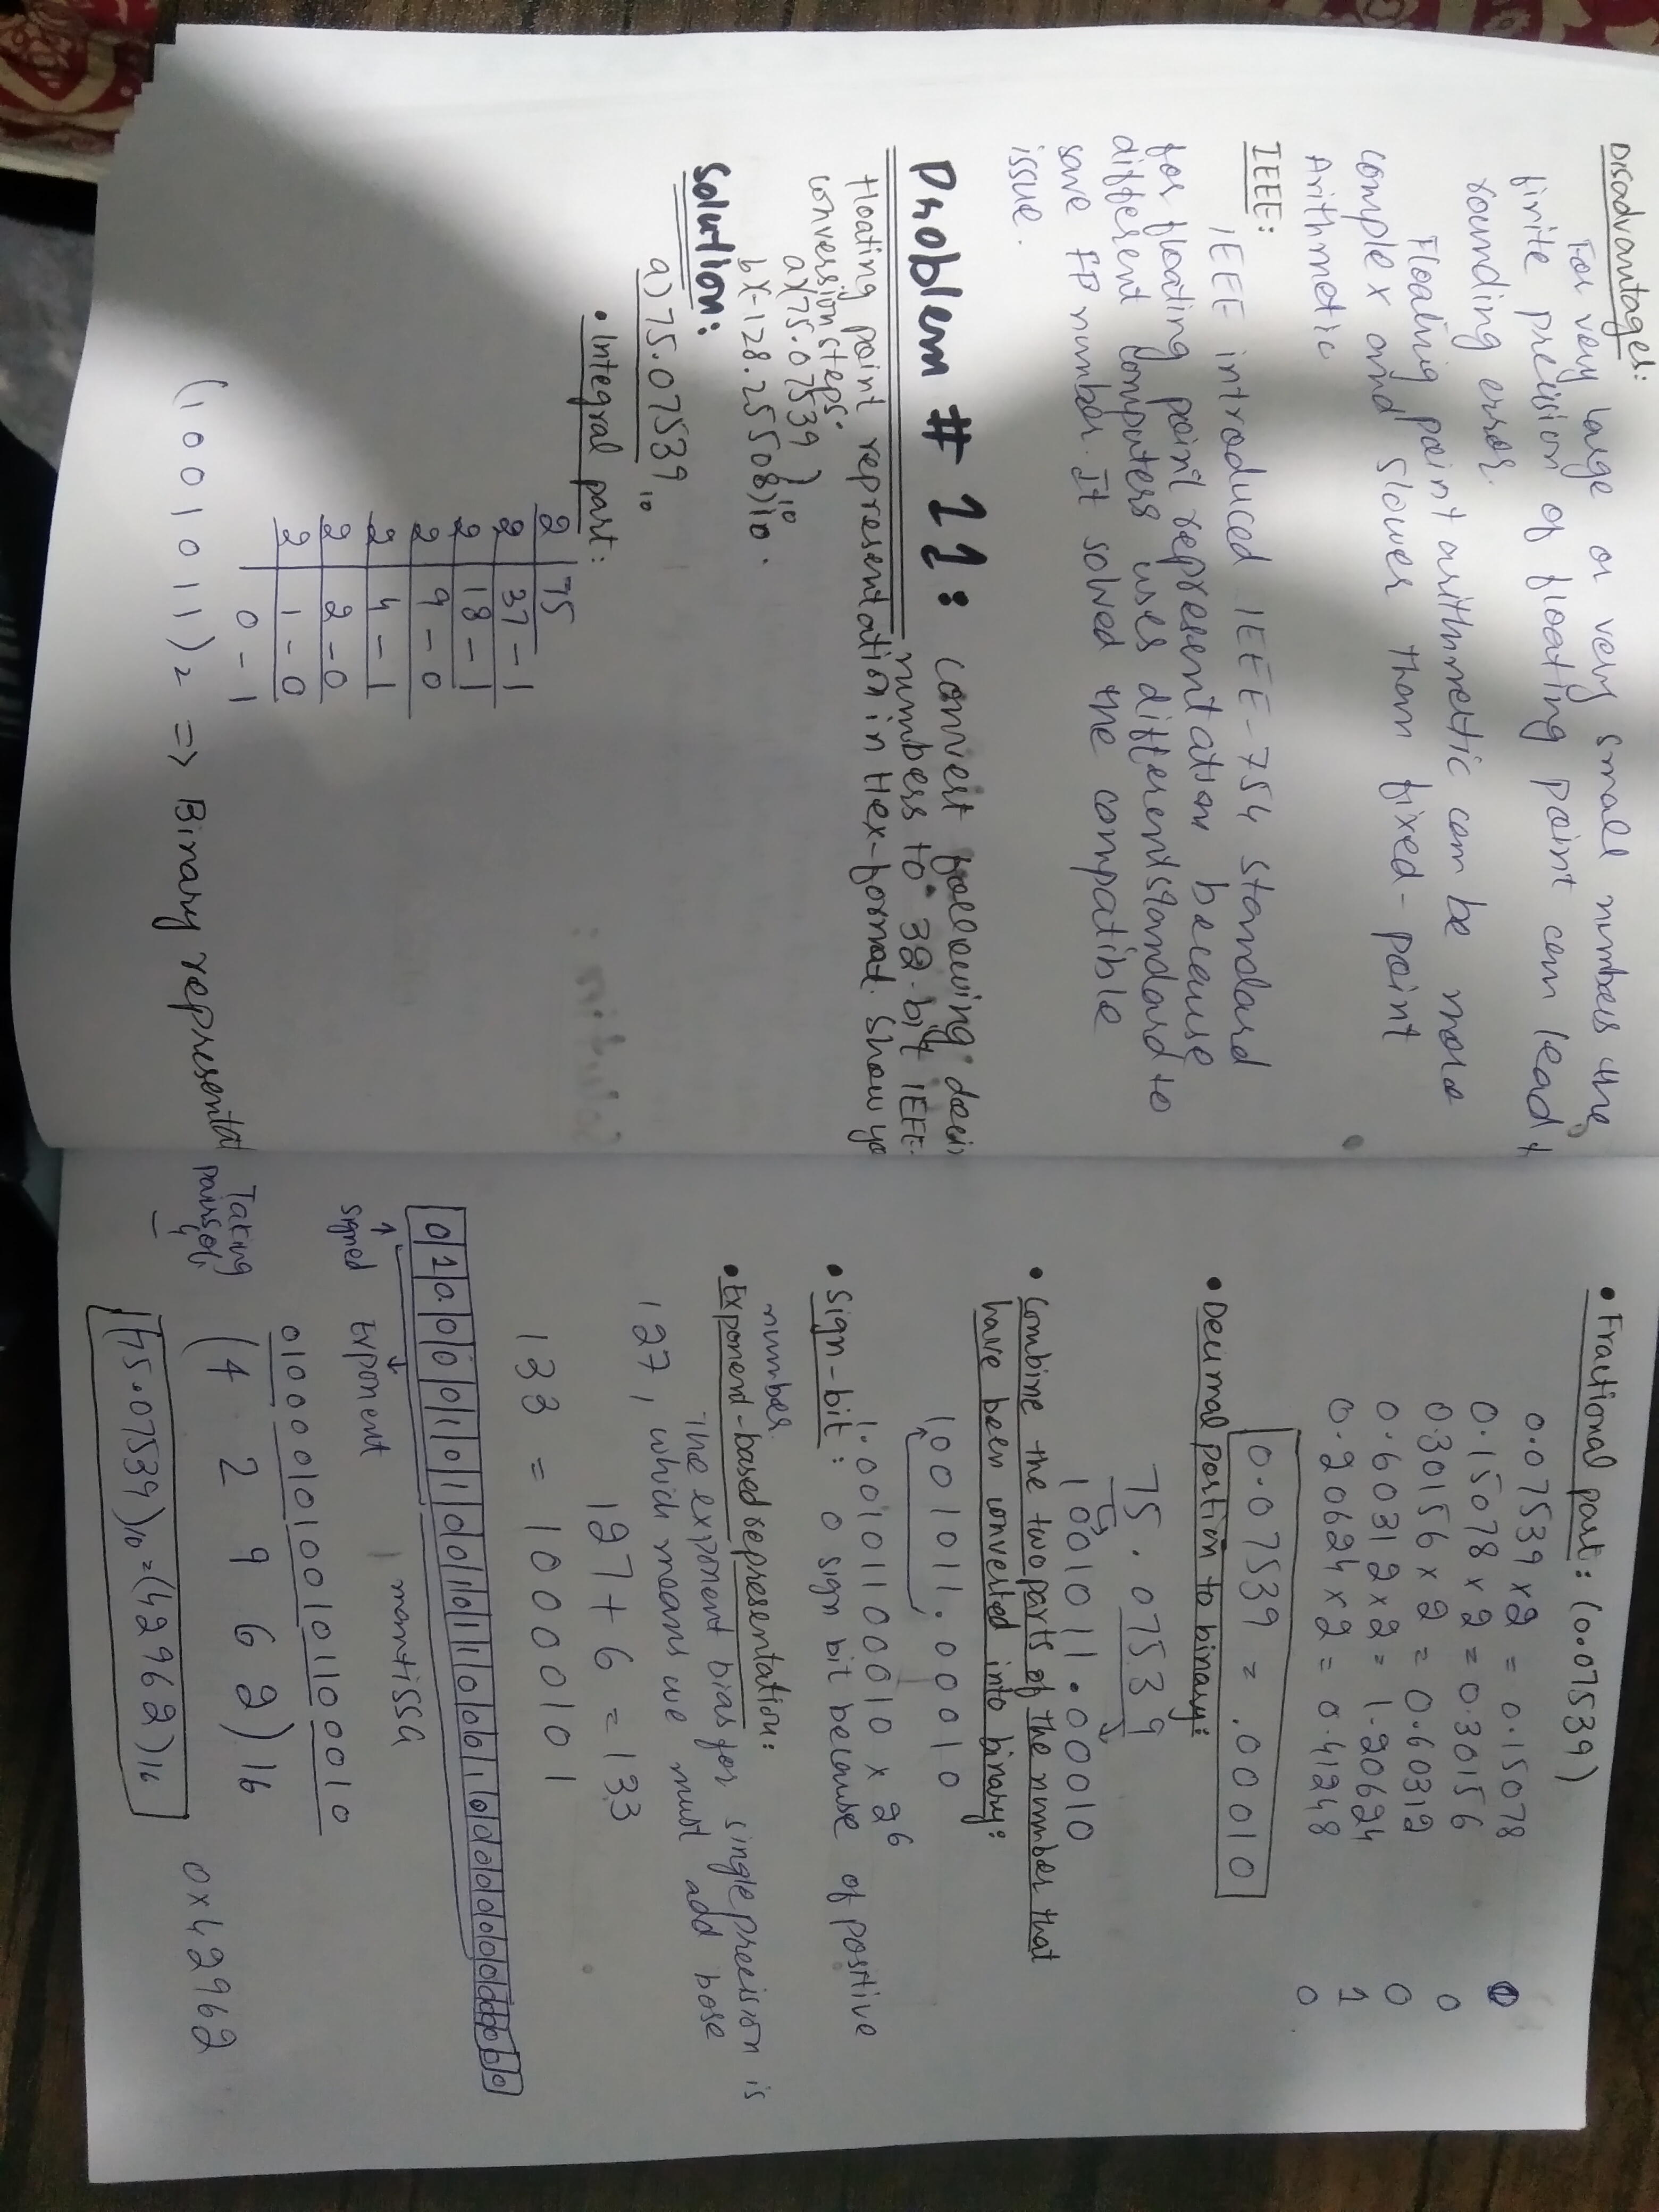 Disadvantages:
For very large or very small numbers the
finite precision of floating point can lead t
rounding error.
Floating point arithmetic can be more
complex and slower than fixed-point
Arithmetic
IEEE:
IEEE introduced IEEE-754 standard
for floating point representation because
different computers uses different standard to
save FP number. It solved the compatible
issue.
Problem # 11: convert following deci
numbers to 32-bit IEEE-
floating point representation in Hex-format. Show yo
conversion steps.
a)(75.07539)10
b)(-128.25508)10.
Solution:
a) 75.07539 10
• Integral part:
2 75
2 37 - 1
2 18 - 1
2 9 - 0
2 4 - 1
2 2 - 0
2 1 - 0
0 - 1
(1001011)2 => Binary representat
• Fractional part: (0.07539)
0.07539 x 2 = 0.15078 0
0.15078 x 2 = 0.30156 0
0.30156 x 2 = 0.60312 0
0.60312 x 2 = 1.20624 1
0.20624 x 2 = 0.41248 0
0.07539 = .00010
• Decimal portion to binary:
75.07539
1001011.00010
• Combine the two parts of the number that
have been converted into binary:
1001011.00010
1.00101100010 x 2^6
• Sign-bit: 0 sign bit because of positive
number.
• Exponent-based representation:
The exponent bias for single precision is
127, which means we must add base
127 + 6 = 133
133 = 10000101
0 1 0 0 0 0 1 0 1 0 0 1 0 1 1 0 0 0 1 0 0 0 0 0 0 0 0 0 0 0 0 0
signed exponent mantissa
01000010100101100010
Taking pairs of 4 (4 2 9 6 2)16
(75.07539)10 = (42962)16
0x42962